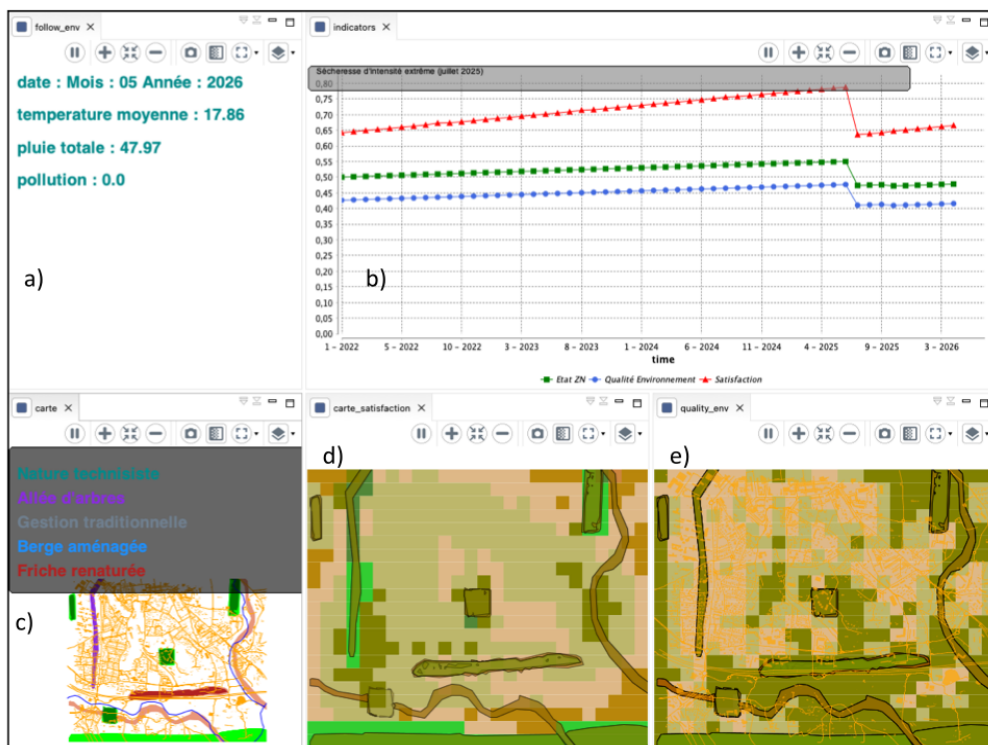 follow_env
date : Mois : 05 Année : 2026
temperature moyenne : 17.86
pluie totale : 47.97
pollution : 0.0
a)
indicators
Sècheresse d'intensité extrême (juillet 2025)
0,80
0,75
0,70
0,65
0,60
0,55
0,50
0,45
0,40
0,35
0,30
0,25
0,20
0,15
0,10
0,05
0,00
b)
1 - 2022 5 - 2022 10 - 2022 3 - 2023 8 - 2023 1 - 2024 6 - 2024 11 - 2024 4 - 2025 9 - 2025 3 - 2026
time
Etat ZN Qualité Environnement Satisfaction
carte
Nature technisiste
Allée d'arbres
Gestion traditionnelle
Berge aménagée
Friche renaturée
c)
carte_satisfaction
d)
quality_env
e)